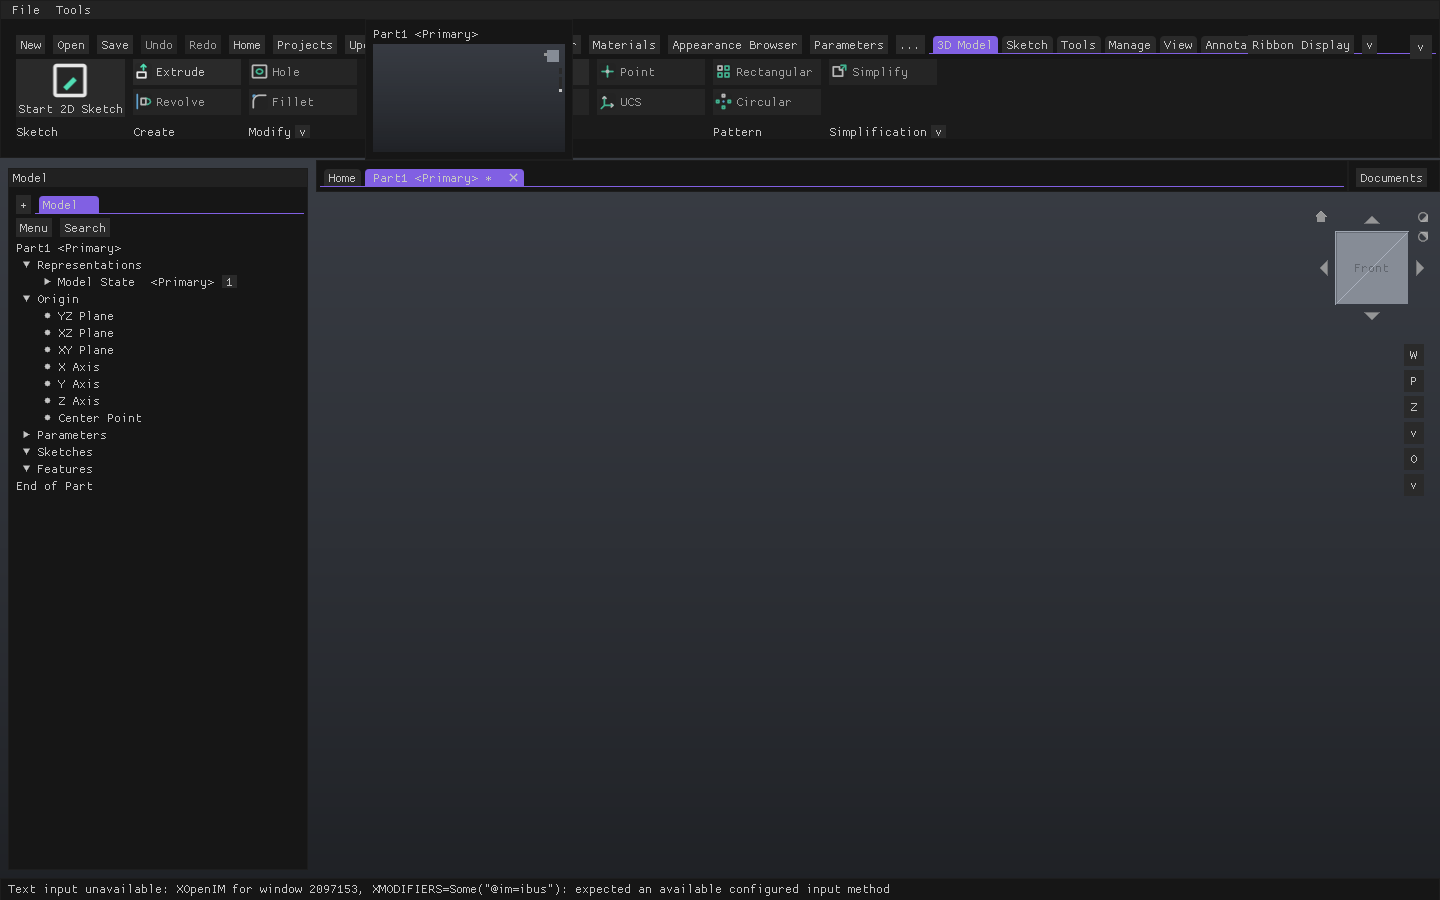 File Tools
Part1 <Primary>
New Open Save Undo Redo Home Projects Materials Appearance Browser Parameters ... 3D Model Sketch Tools Manage View Annota Ribbon Display v v
Extrude Hole Point Rectangular Simplify
Start 2D Sketch Revolve Fillet UCS Circular
Sketch Create Modify v Pattern Simplification v
Model
Home Part1 <Primary> * Documents
+ Model
Menu Search
Part1 <Primary>
Representations
Model State <Primary> 1
Origin
YZ Plane
XZ Plane
XY Plane
X Axis
Y Axis
Z Axis
Center Point
Parameters
Sketches
Features
End of Part
Front
W
P
Z
v
O
v
Text input unavailable: XOpenIM for window 2097153, XMODIFIERS=Some("@im=ibus"): expected an available configured input method